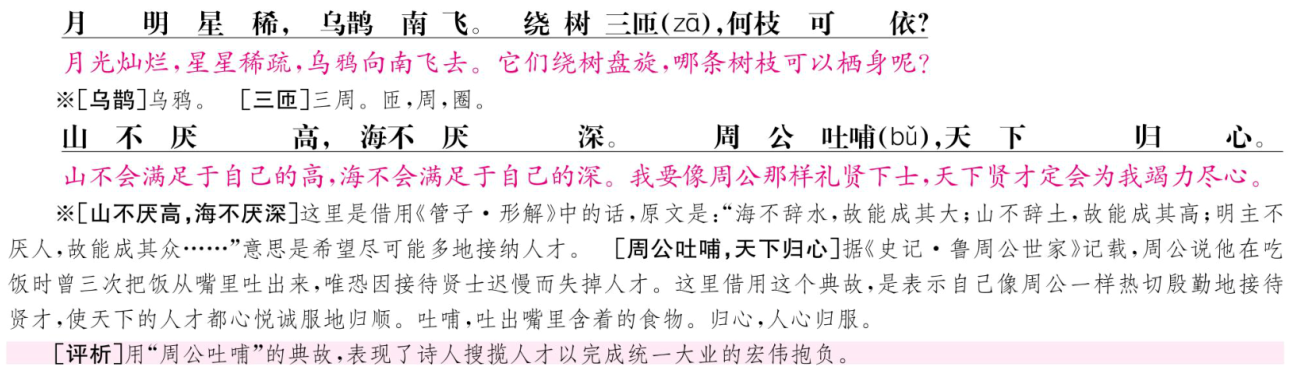 月明星稀,乌鹊南飞。绕树三匝(zā),何枝可依?
月光灿烂,星星稀疏,乌鸦向南飞去。它们绕树盘旋,哪条树枝可以栖身呢?
※[乌鹊]乌鸦。 [三匝]三周。匝,周,圈。
山不厌高,海不厌深。周公吐哺(bǔ),天下归心。
山不会满足于自己的高,海不会满足于自己的深。我要像周公那样礼贤下士,天下贤才定会为我竭力尽心。
※[山不厌高,海不厌深]这里是借用《管子·形解》中的话,原文是:“海不辞水,故能成其大;山不辞土,故能成其高;明主不
厌人,故能成其众……”意思是希望尽可能多地接纳人才。 [周公吐哺,天下归心]据《史记·鲁周公世家》记载,周公说他在吃
饭时曾三次把饭从嘴里吐出来,唯恐因接待贤士迟慢而失掉人才。这里借用这个典故,是表示自己像周公一样热切殷勤地接待
贤才,使天下的人才都心悦诚服地归顺。吐哺,吐出嘴里含着的食物。归心,人心归服。
[评析]用“周公吐哺”的典故,表现了诗人搜揽人才以完成统一大业的宏伟抱负。